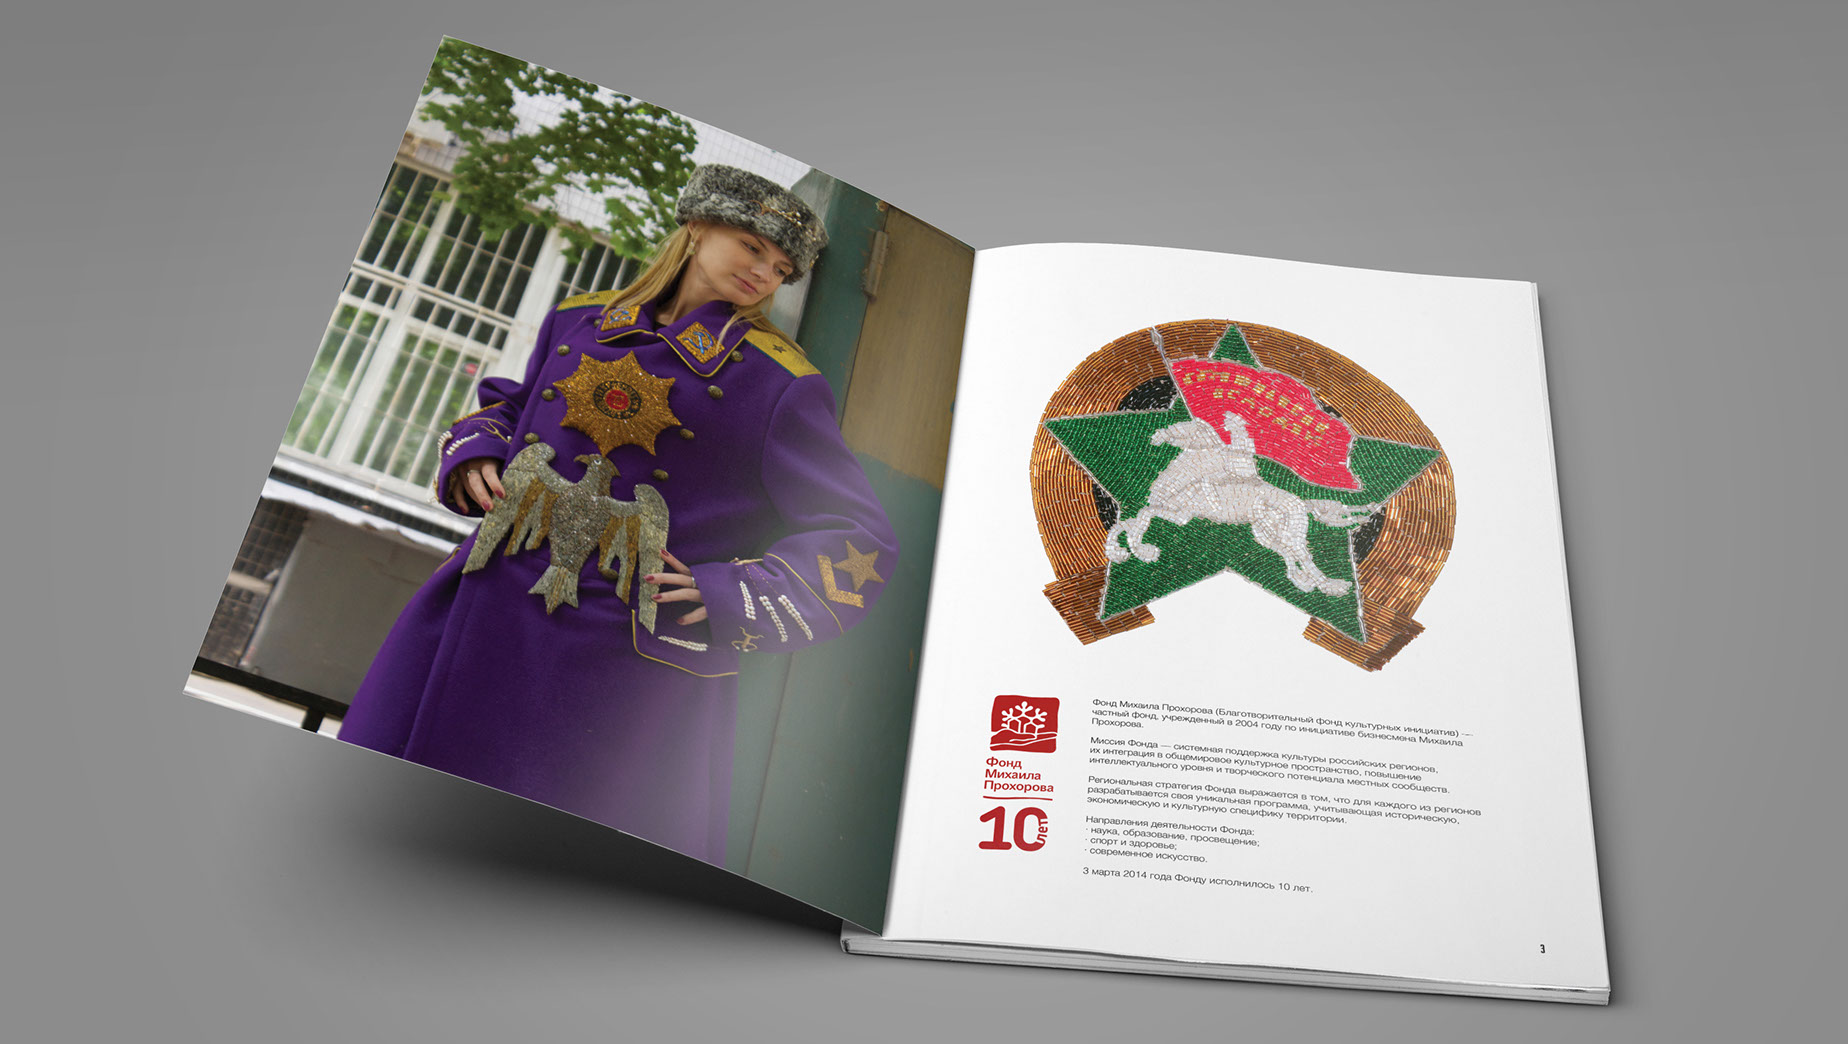 Фонд
Михаила
Прохорова
10 лет
Фонд Михаила Прохорова (Благотворительный фонд культурных инициатив) —
частный фонд, учрежденный в 2004 году по инициативе бизнесмена Михаила
Прохорова.
Миссия Фонда — системная поддержка культуры российских регионов,
их интеграция в общемировое культурное пространство, повышение
интеллектуального уровня и творческого потенциала местных сообществ.
Региональная стратегия Фонда выражается в том, что для каждого из регионов
разрабатывается своя уникальная программа, учитывающая историческую,
экономическую и культурную специфику территории.
Направления деятельности Фонда:
· наука, образование, просвещение;
· спорт и здоровье;
· современное искусство.
3 марта 2014 года Фонду исполнилось 10 лет.
3